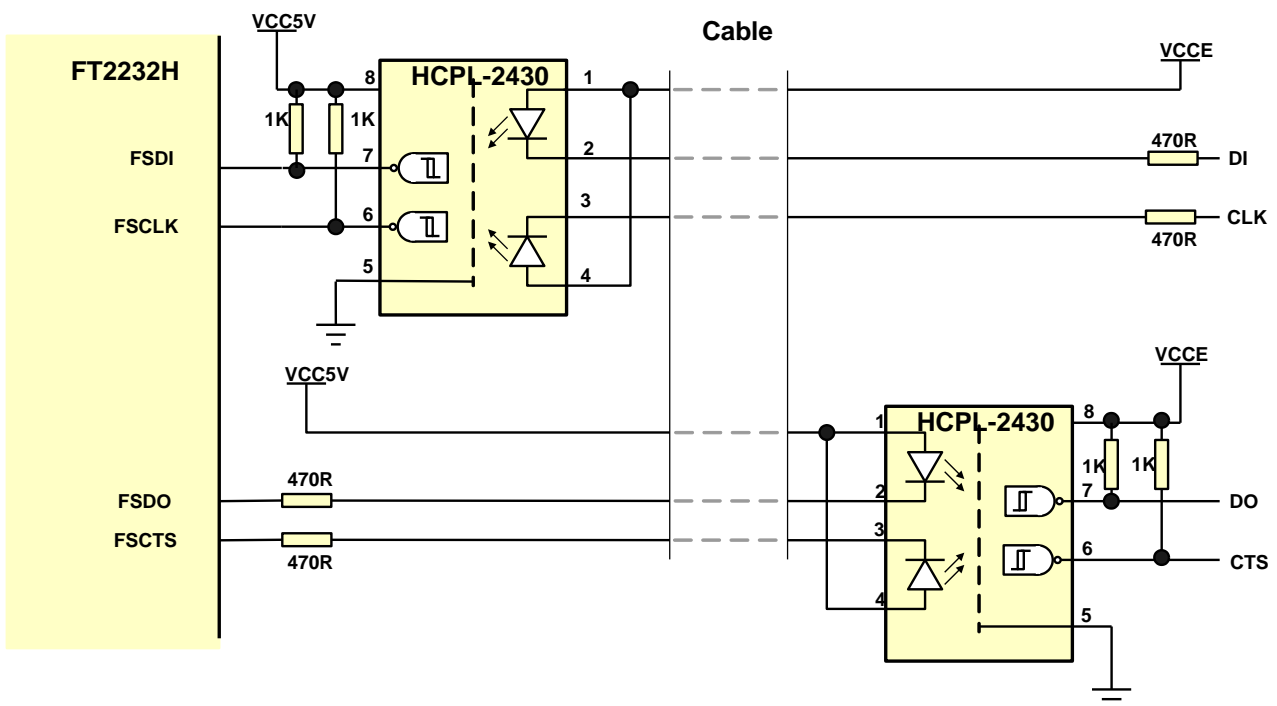 VCC5V
Cable
VCCE
FT2232H
8
HCPL-2430
1
1K
1K
FSDI
7
2
470R
DI
FSCLK
6
3
CLK
470R
5
4
VCC5V
VCCE
1
HCPL-2430
8
1K
1K
470R
FSDO
2
7
DO
FSCTS
3
470R
6
CTS
4
5